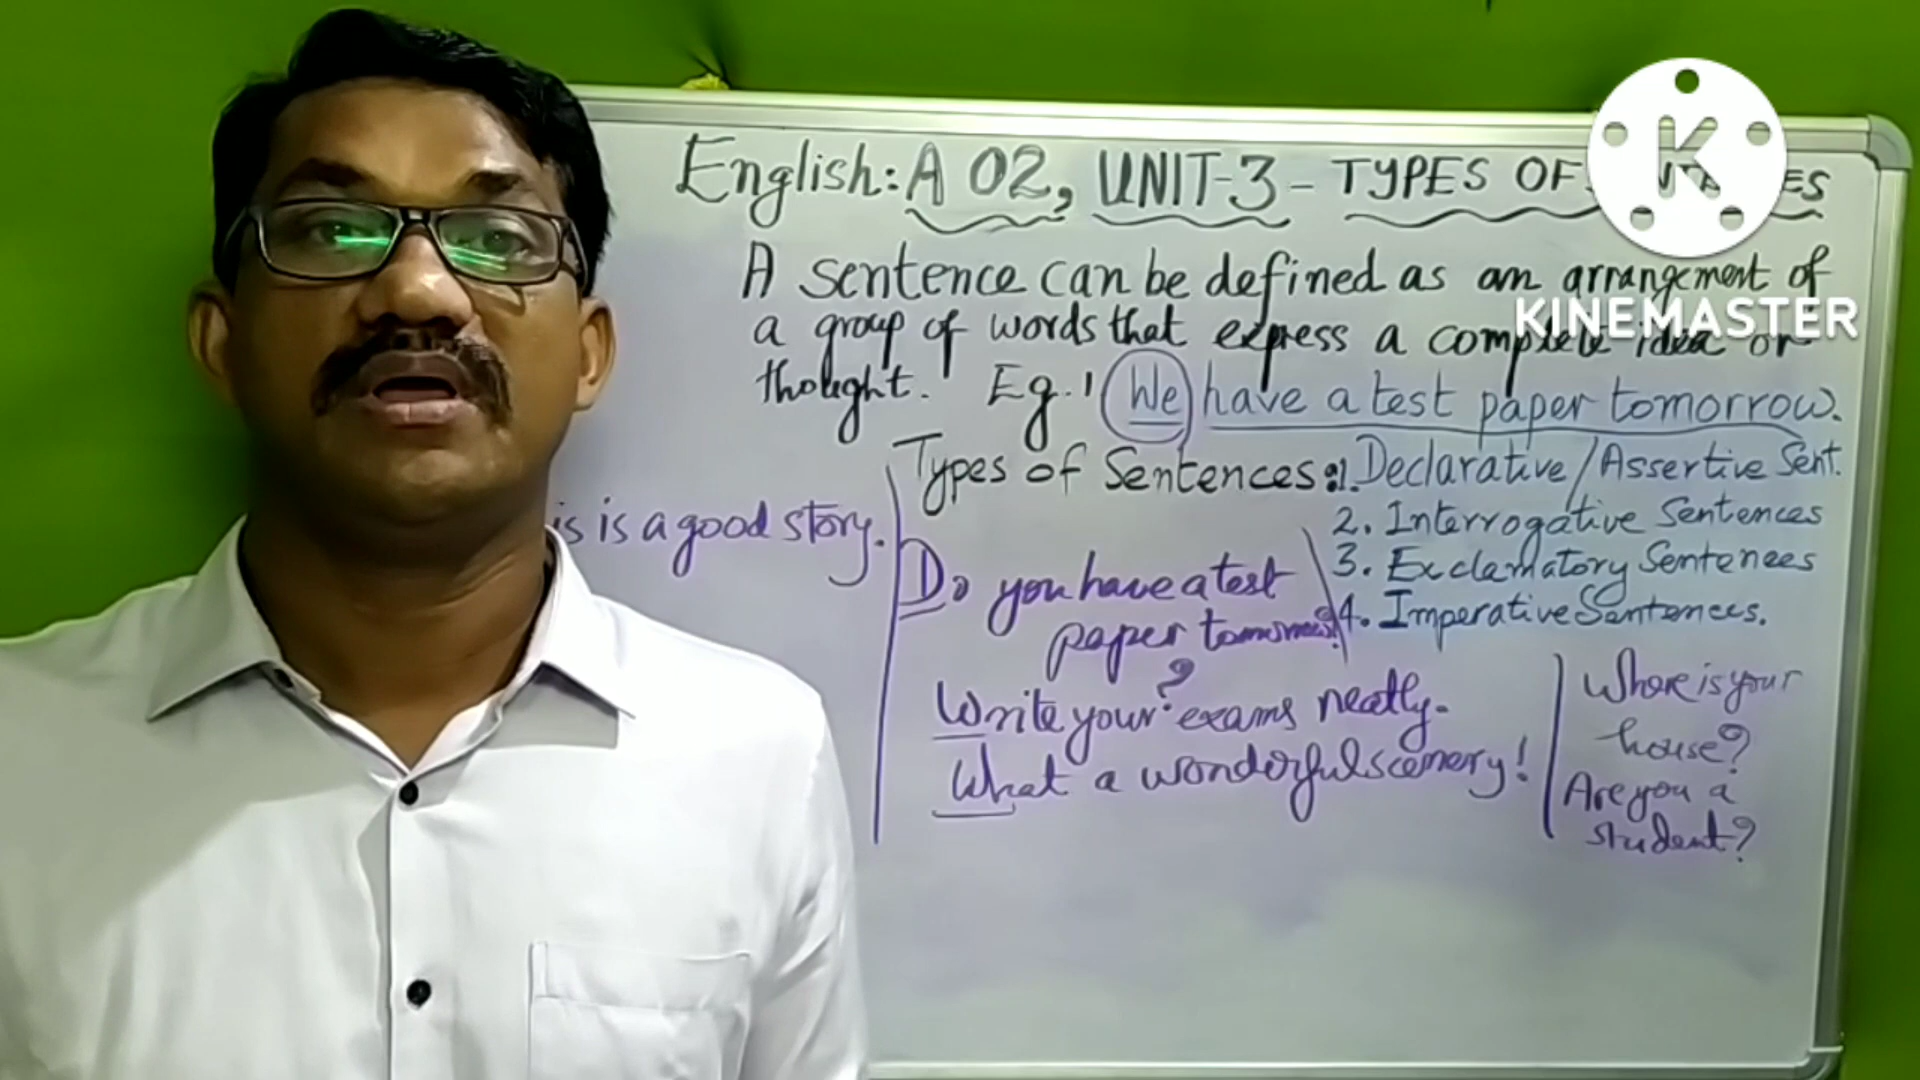 English: A 02, UNIT-3 - TYPES OF
A sentence can be defined as an arrangement of
a group of words that express a complete idea or
thought. Eg. 1 We have a test paper tomorrow.
Types of Sentences: 1. Declarative / Assertive Sent.
2. Interrogative Sentences
3. Exclamatory Sentences
4. Imperative Sentences.
is is a good story.
Do you have a test
paper tomorrow?
?
Write your exams neatly.
What a wonderful scenery!
Where is your
house?
Are you a
student?
K
KINEMASTER